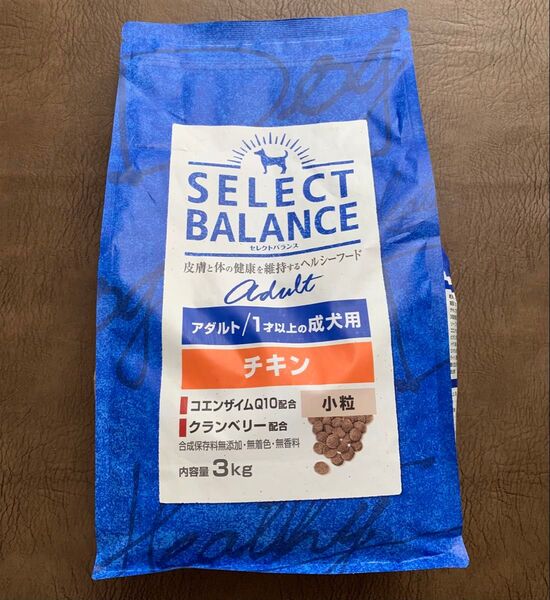 Dog
SELECT
BALANCE
セレクトバランス
皮膚と体の健康を維持するヘルシーフード
adult
アダルト/1才以上の成犬用
チキン
コエンザイムQ10配合
小粒
クランベリー配合
合成保存料無添加・無着色・無香料
内容量3kg
Healthy